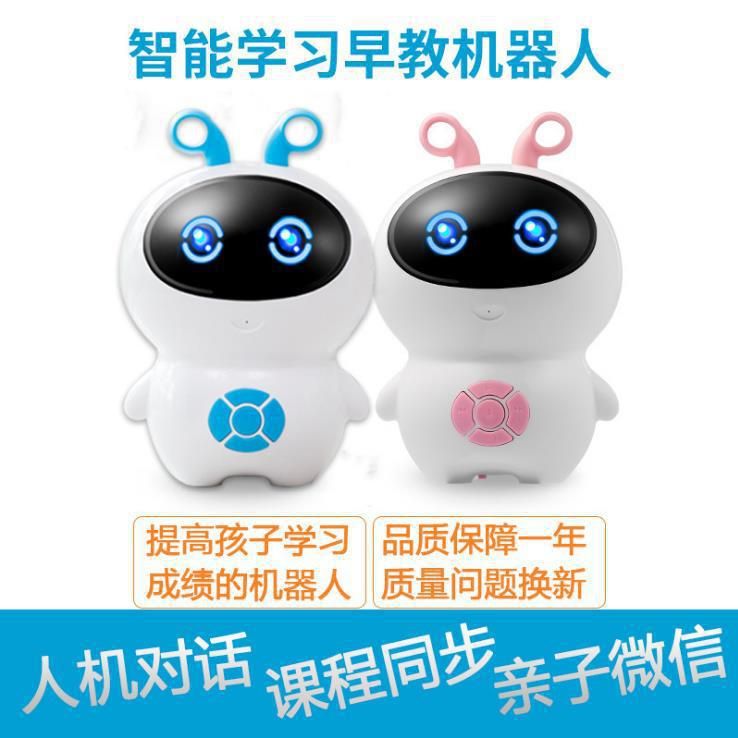 智能学习早教机器人
提高孩子学习
成绩的机器人
品质保障一年
质量问题换新
人机对话
课程同步
亲子微信